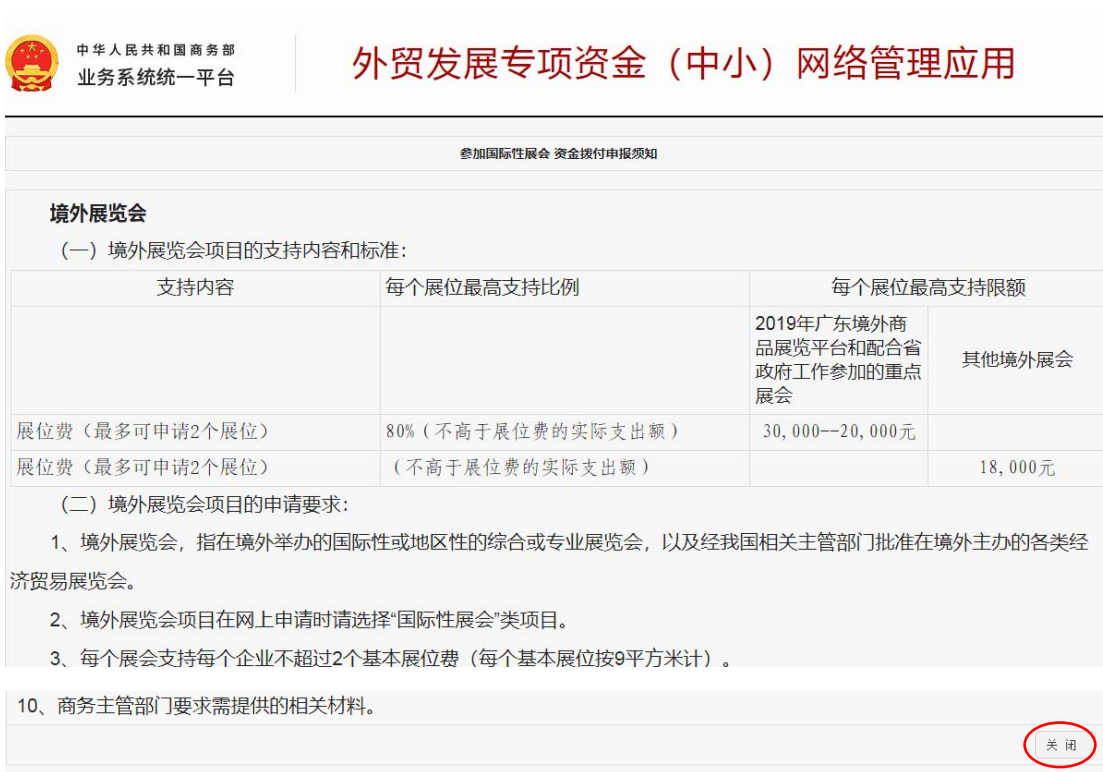 中华人民共和国商务部
业务系统统一平台
外贸发展专项资金（中小）网络管理应用
参加国际性展会 资金拨付申报须知
境外展览会
（一）境外展览会项目的支持内容和标准：
支持内容 每个展位最高支持比例 每个展位最高支持限额
2019年广东境外商
品展览平台和配合省
政府工作参加的重点
展会
其他境外展会
展位费（最多可申请2个展位） 80%（不高于展位费的实际支出额） 30,000--20,000元
展位费（最多可申请2个展位） （不高于展位费的实际支出额） 18,000元
（二）境外展览会项目的申请要求：
1、境外展览会，指在境外举办的国际性或地区性的综合或专业展览会，以及经我国相关主管部门批准在境外主办的各类经
济贸易展览会。
2、境外展览会项目在网上申请时请选择“国际性展会”类项目。
3、每个展会支持每个企业不超过2个基本展位费（每个基本展位按9平方米计）。
10、商务主管部门要求需提供的相关材料。
关 闭